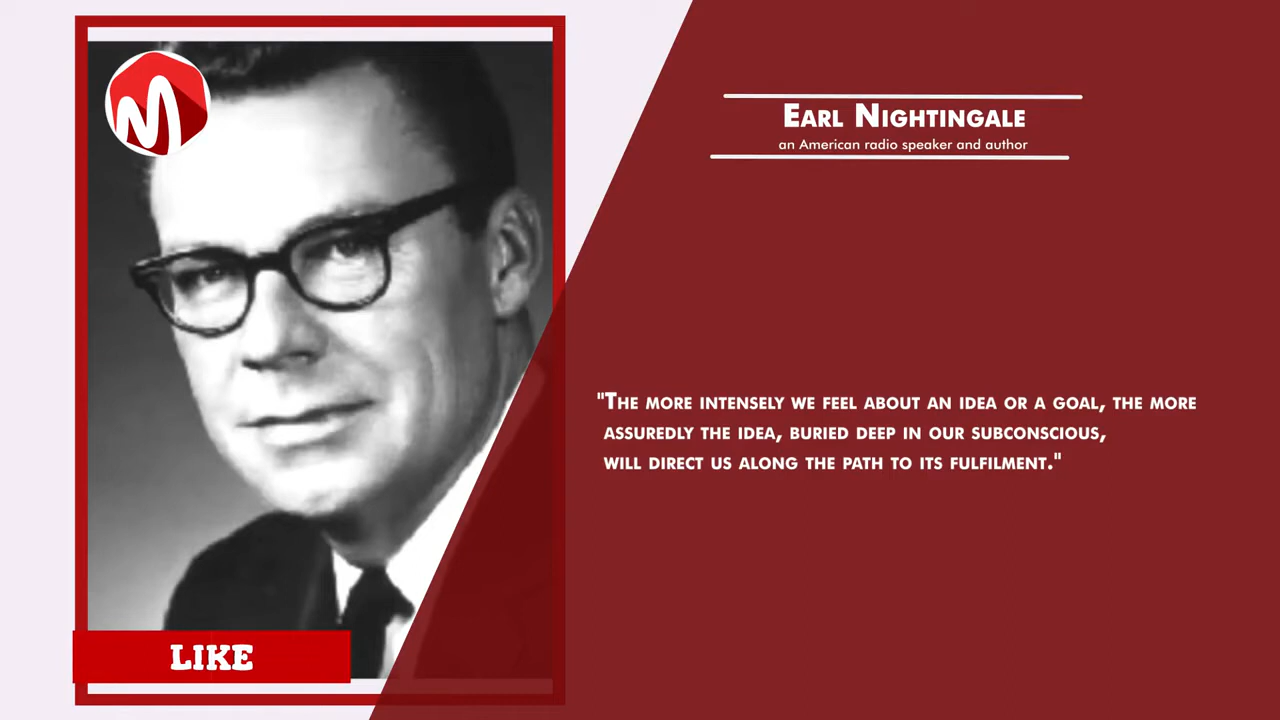 M
Earl Nightingale
an American radio speaker and author
"The more intensely we feel about an idea or a goal, the more
assuredly the idea, buried deep in our subconscious,
will direct us along the path to its fulfilment."
LIKE